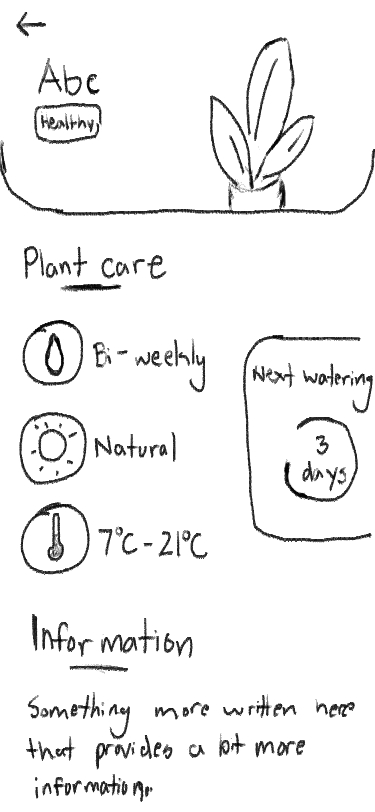 Abc
Healthy
Plant care
Bi-weekly
Next watering
3
days
Natural
7°C-21°C
Information
Something more written here
that provides a bit more
information.